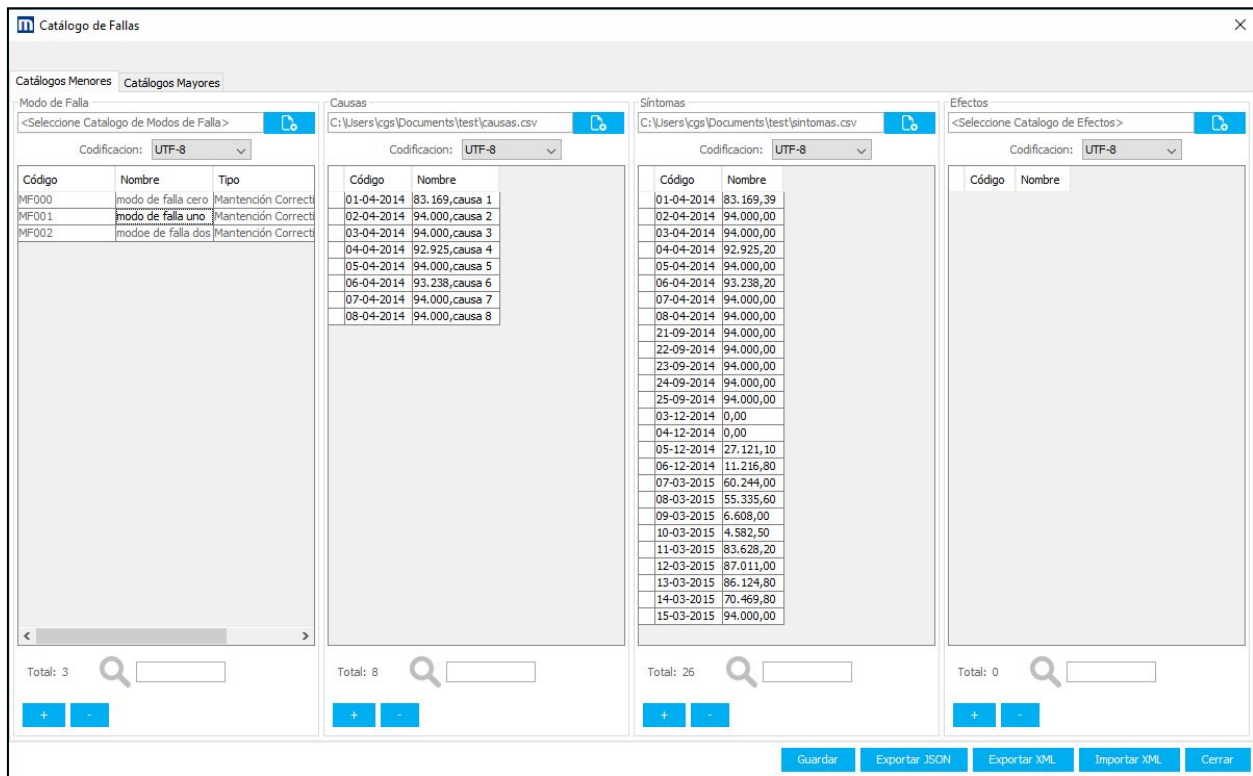 Catálogo de Fallas
Catálogos Menores Catálogos Mayores
Modo de Falla
<Seleccione Catalogo de Modos de Falla>
Codificacion: UTF-8
Código Nombre Tipo
MF000 modo de falla cero Mantención Correcti
MF001 modo de falla uno Mantención Correcti
MF002 modoe de falla dos Mantención Correcti
Total: 3
+ -
Causas
C:\Users\cgs\Documents\test\causas.csv
Codificacion: UTF-8
Código Nombre
01-04-2014 83.169,causa 1
02-04-2014 94.000,causa 2
03-04-2014 94.000,causa 3
04-04-2014 92.925,causa 4
05-04-2014 94.000,causa 5
06-04-2014 93.238,causa 6
07-04-2014 94.000,causa 7
08-04-2014 94.000,causa 8
Total: 8
+ -
Síntomas
C:\Users\cgs\Documents\test\sintomas.csv
Codificacion: UTF-8
Código Nombre
01-04-2014 83.169,39
02-04-2014 94.000,00
03-04-2014 94.000,00
04-04-2014 92.925,20
05-04-2014 94.000,00
06-04-2014 93.238,20
07-04-2014 94.000,00
08-04-2014 94.000,00
21-09-2014 94.000,00
22-09-2014 94.000,00
23-09-2014 94.000,00
24-09-2014 94.000,00
25-09-2014 94.000,00
03-12-2014 0,00
04-12-2014 0,00
05-12-2014 27.121,10
06-12-2014 11.216,80
07-03-2015 60.244,00
08-03-2015 55.335,60
09-03-2015 6.608,00
10-03-2015 4.582,50
11-03-2015 83.628,20
12-03-2015 87.011,00
13-03-2015 86.124,80
14-03-2015 70.469,80
15-03-2015 94.000,00
Total: 26
+ -
Efectos
<Seleccione Catalogo de Efectos>
Codificacion: UTF-8
Código Nombre
Total: 0
+ -
Guardar Exportar JSON Exportar XML Importar XML Cerrar